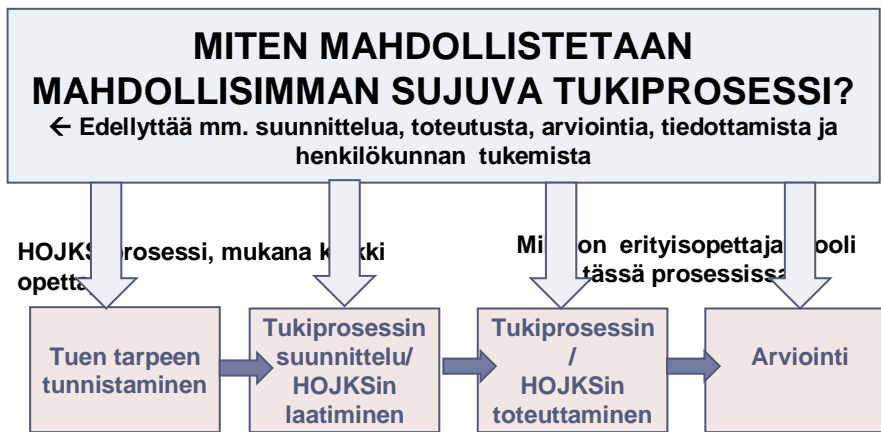 MITEN MAHDOLLISTETAAN
MAHDOLLISIMMAN SUJUVA TUKIPROSESSI?
← Edellyttää mm. suunnittelua, toteutusta, arviointia, tiedottamista ja
henkilökunnan tukemista
HOJKS prosessi, mukana
on erityisopettaja
tässä prosessissa
Tuen tarpeen
tunnistaminen
Tukiprosessin
suunnittelu/
HOJKSin
laatiminen
Tukiprosessin
/
HOJKSin
toteuttaminen
Arviointi